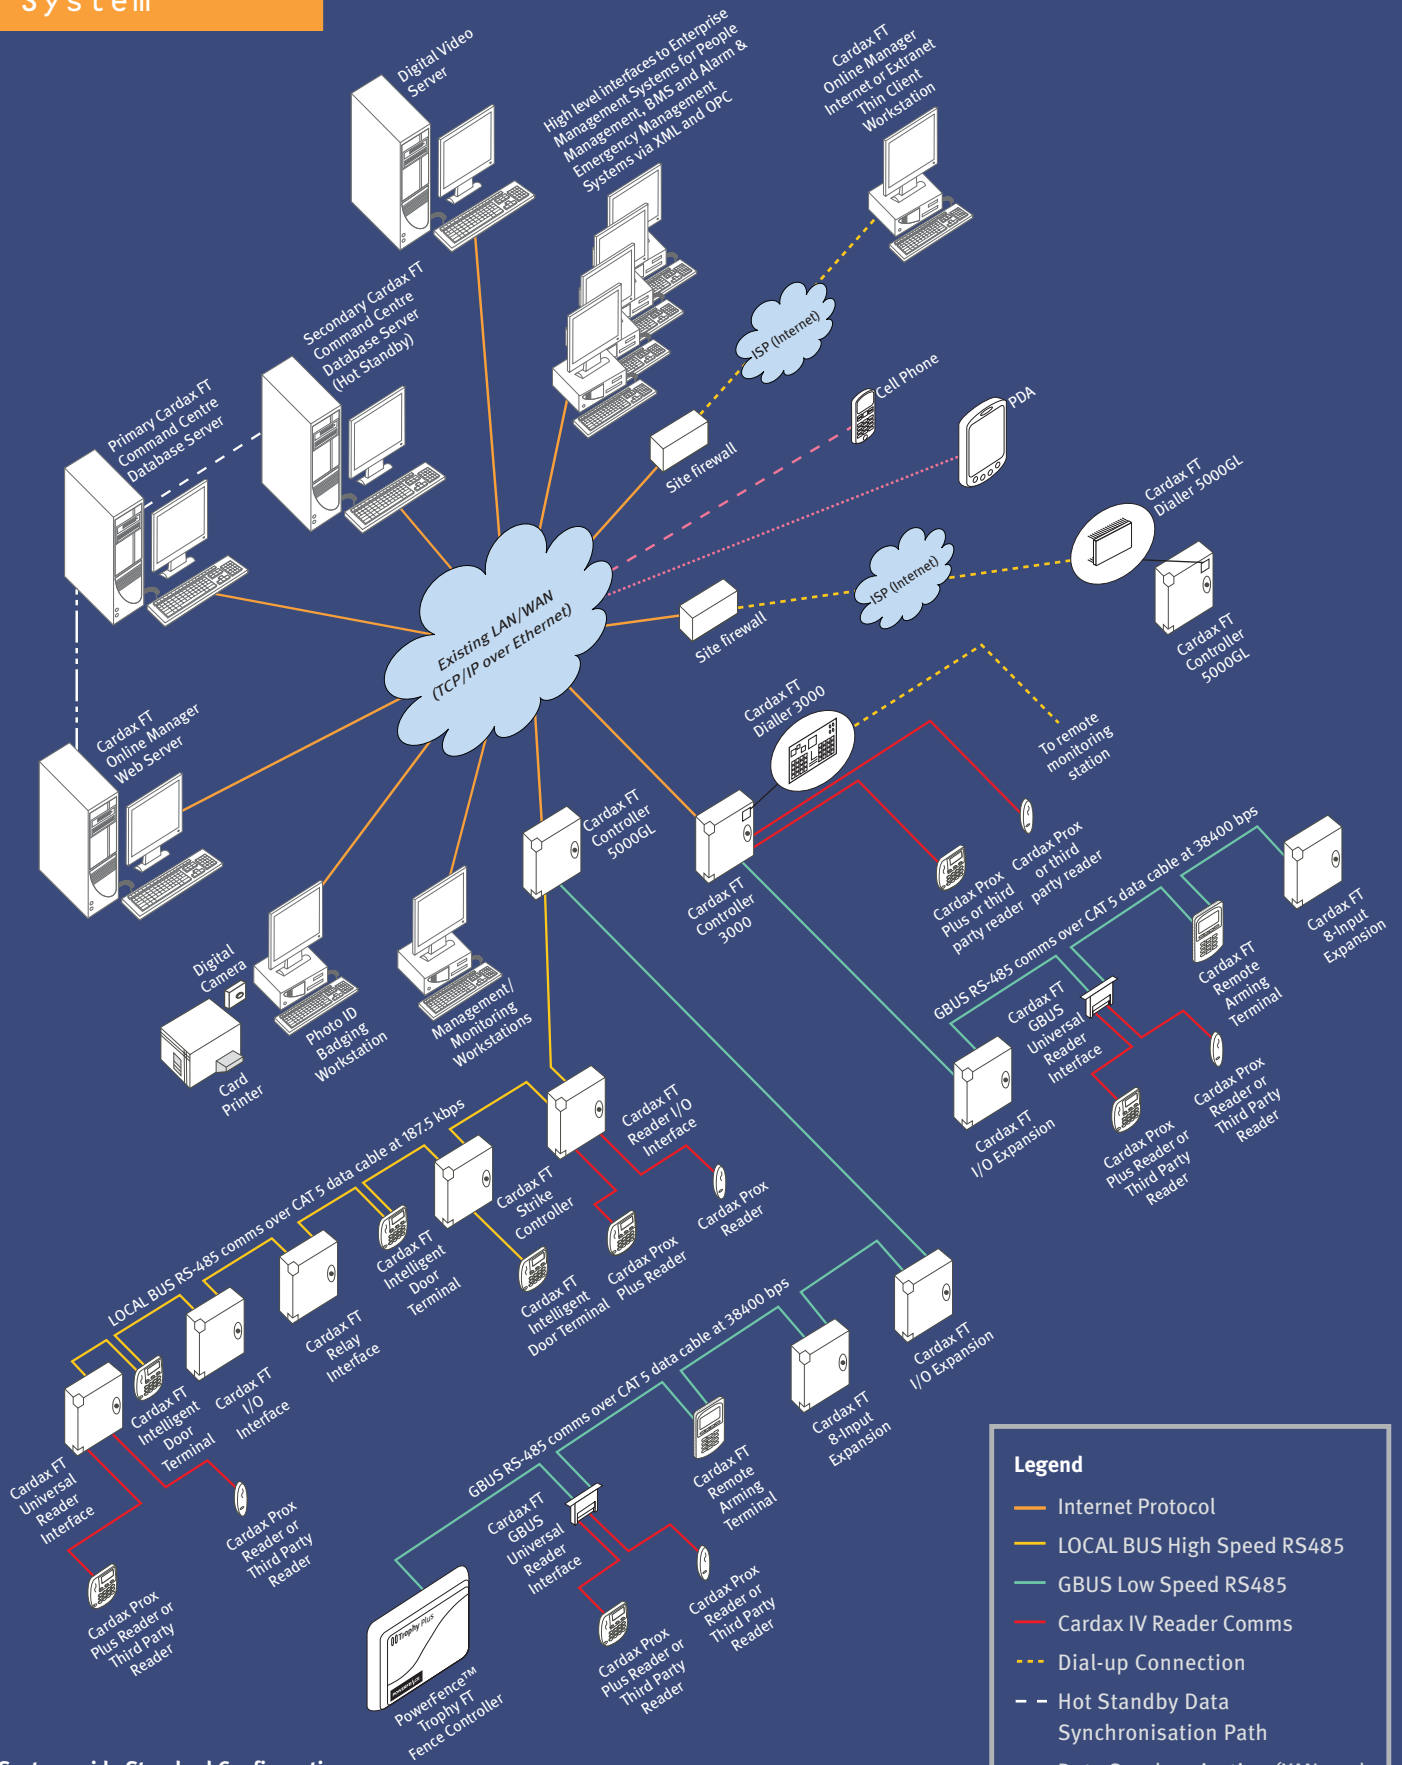 System
Digital Video
Server
High level interfaces to Enterprise
Management Systems for People
Management, BMS and Alarm &
Emergency Management
Systems via XML and OPC
Cardax FT
Online Manager
Internet or Extranet
Thin Client
Workstation
Secondary Cardax FT
Command Centre
Database Server
(Hot Standby)
ISP (Internet)
Primary Cardax FT
Command Centre
Database Server
Cell Phone
PDA
Site firewall
Cardax FT
Dialler 5000GL
Existing LAN/WAN
(TCP/IP over Ethernet)
ISP (Internet)
Site firewall
Cardax FT
Controller
5000GL
Cardax FT
Online Manager
Web Server
Cardax FT
Dialler 3000
To remote
monitoring
station
Cardax FT
Controller
5000GL
Cardax FT
Controller
3000
Cardax Prox
Plus or third
party reader
Cardax Prox
or third
party reader
GBUS RS-485 comms over CAT 5 data cable at 38400 bps
Cardax FT
8-Input
Expansion
Cardax FT
Remote
Arming
Terminal
Cardax FT
GBUS
Universal
Reader
Interface
Digital
Camera
Card
Printer
Photo ID
Badging
Workstation
Management/
Monitoring
Workstations
Cardax FT
I/O Expansion
Cardax Prox
Reader or
Third Party
Reader
Cardax Prox
Plus Reader or
Third Party
Reader
LOCAL BUS RS-485 comms over CAT 5 data cable at 187.5 kbps
Cardax FT
Reader I/O
Interface
Cardax FT
Strike
Controller
Cardax Prox
Reader
Cardax Prox
Plus Reader
Cardax FT
Intelligent
Door
Terminal
Cardax FT
Intelligent
Door Terminal
Cardax FT
Relay
Interface
Cardax FT
I/O
Interface
Cardax FT
Intelligent
Door
Terminal
Cardax FT
Universal
Reader
Interface
Cardax Prox
Reader or
Third Party
Reader
Cardax Prox
Plus Reader or
Third Party
Reader
GBUS RS-485 comms over CAT 5 data cable at 38400 bps
Cardax FT
I/O Expansion
Cardax FT
8-Input
Expansion
Cardax FT
Remote
Arming
Terminal
Cardax FT
GBUS
Universal
Reader
Interface
Cardax Prox
Reader or
Third Party
Reader
Cardax Prox
Plus Reader or
Third Party
Reader
Trophy Plus
PowerFence™
Trophy FT
Fence Controller
Legend
Internet Protocol
LOCAL BUS High Speed RS485
GBUS Low Speed RS485
Cardax IV Reader Comms
Dial-up Connection
Hot Standby Data
Synchronisation Path